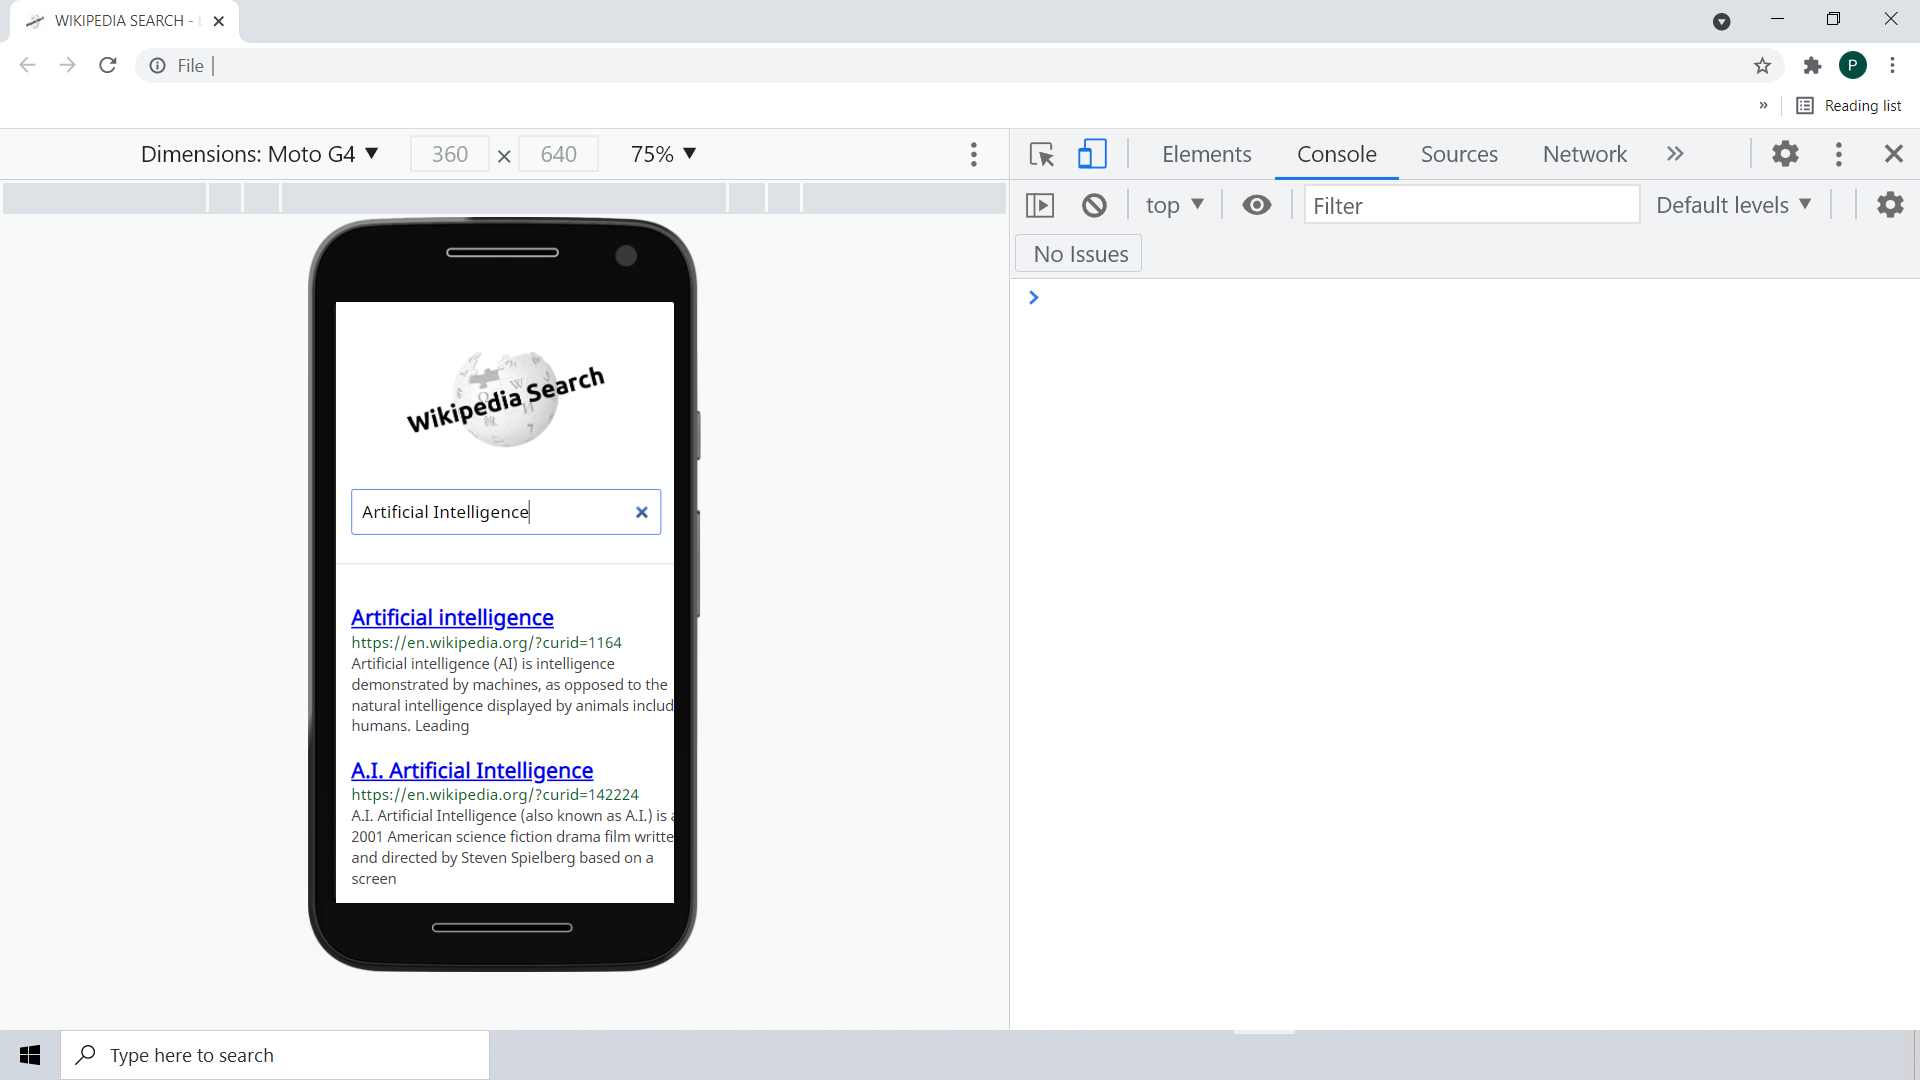 WIKIPEDIA SEARCH -
File
P
» Reading list
Dimensions: Moto G4 ▼ 360 × 640 75% ▼
Elements Console Sources Network »
top ▼ Filter Default levels ▼
No Issues
Wikipedia Search
Artificial Intelligence
Artificial intelligence
https://en.wikipedia.org/?curid=1164
Artificial intelligence (AI) is intelligence
demonstrated by machines, as opposed to the
natural intelligence displayed by animals includ
humans. Leading
A.I. Artificial Intelligence
https://en.wikipedia.org/?curid=142224
A.I. Artificial Intelligence (also known as A.I.) is a
2001 American science fiction drama film writte
and directed by Steven Spielberg based on a
screen
Type here to search